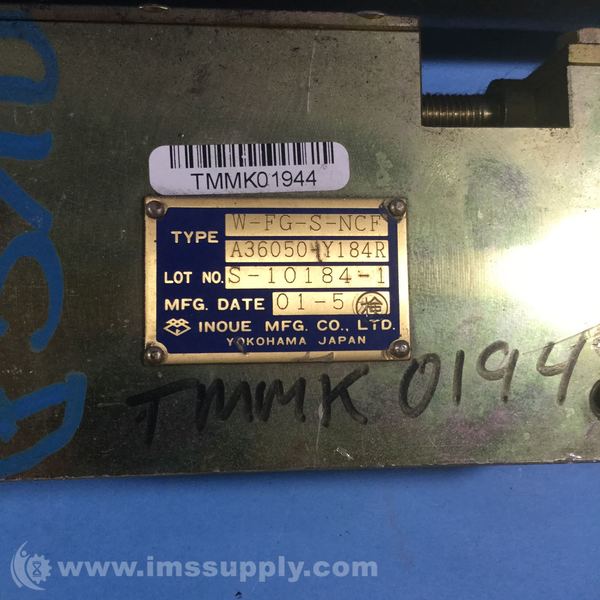 TMMK01944
TYPE W-FG-S-NCF
A36050-Y184R
LOT NO. S-10184-1
MFG. DATE 01-5 検
INOUE MFG. CO., LTD.
YOKOHAMA JAPAN
TMMK 0194
www.imssupply.com